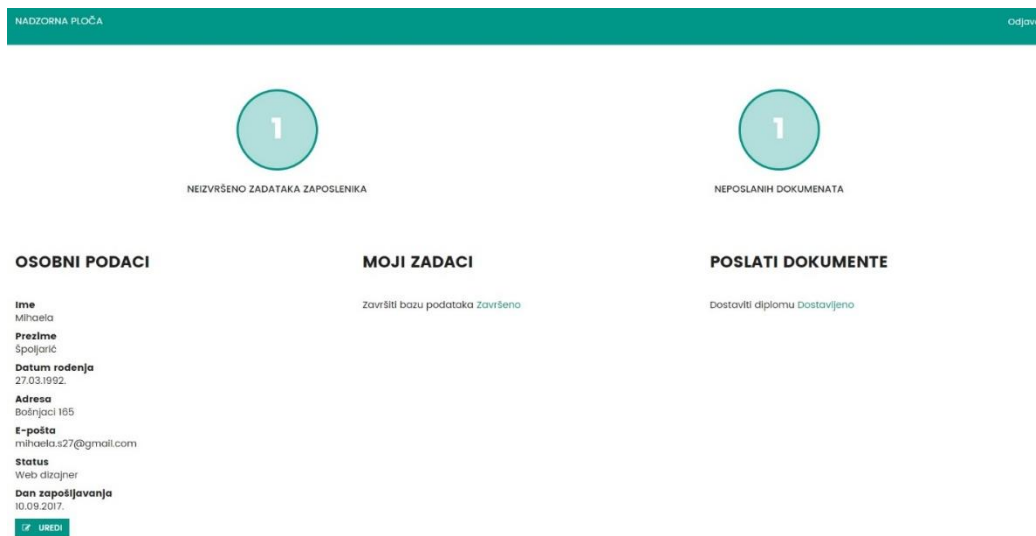 NADZORNA PLOČA
Odjava
1
NEIZVRŠENO ZADATAKA ZAPOSLENIKA
1
NEPOSLANIH DOKUMENATA
OSOBNI PODACI
Ime
Mihaela
Prezime
Špoljarić
Datum rođenja
27.03.1992.
Adresa
Bošnjaci 165
E-pošta
mihaela.s27@gmail.com
Status
Web dizajner
Dan zapošljavanja
10.09.2017.
UREDI
MOJI ZADACI
Završiti bazu podataka Završeno
POSLATI DOKUMENTE
Dostaviti diplomu Dostavljeno